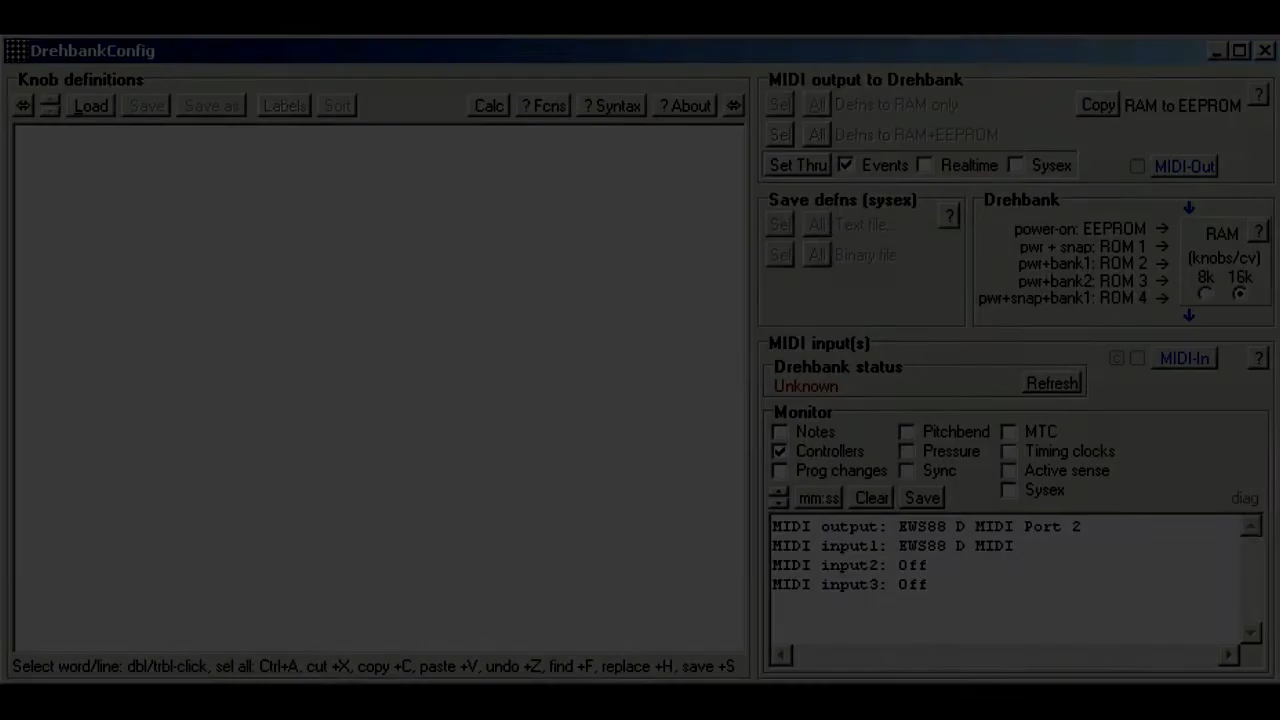 DrehbankConfig
Knob definitions
Load Save Save as Labels Sort Calc ? Fcns ? Syntax ? About
Select word/line: dbl/trbl-click, sel all: Ctrl+A, cut +X, copy +C, paste +V, undo +Z, find +F, replace +H, save +S
MIDI output to Drehbank
Sel All Defns to RAM only Copy RAM to EEPROM ?
Sel All Defns to RAM+EEPROM
Set Thru Events Realtime Sysex MIDI-Out
Save defns (sysex) ?
Sel All Text file...
Sel All Binary file
Drehbank
power-on: EEPROM →
pwr + snap: ROM 1 →
pwr+bank1: ROM 2 →
pwr+bank2: ROM 3 →
pwr+snap+bank1: ROM 4 →
RAM ?
(knobs/cv)
8k 16k
MIDI input(s)
C MIDI-In ?
Drehbank status
Unknown Refresh
Monitor
Notes Pitchbend MTC
Controllers Pressure Timing clocks
Prog changes Sync Active sense
Sysex
mm:ss Clear Save diag
MIDI output: EWS88 D MIDI Port 2
MIDI input1: EWS88 D MIDI
MIDI input2: Off
MIDI input3: Off